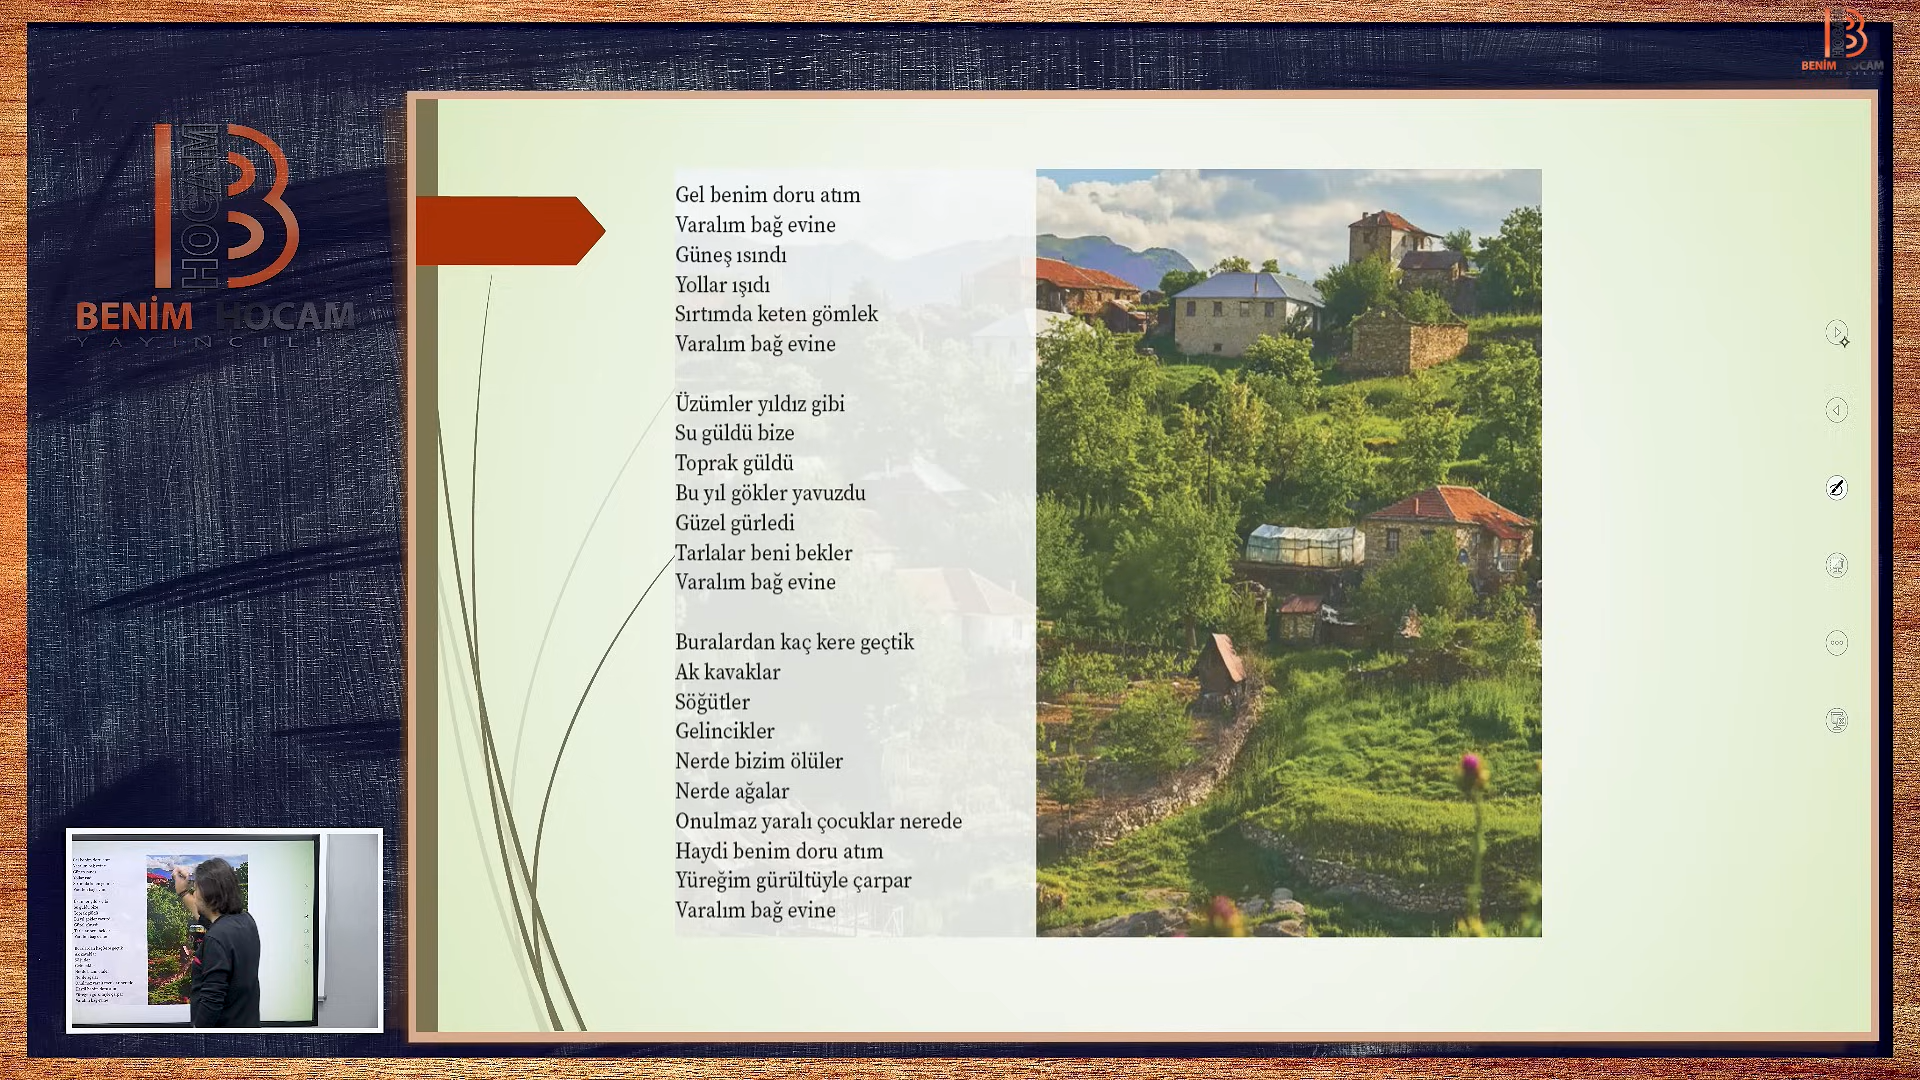 BENİM HOCAM
HOCAM
BENİM HOCAM
YAYINCILIK
Gel benim doru atım
Varalım bağ evine
Güneş ısındı
Yollar ışıdı
Sırtımda keten gömlek
Varalım bağ evine
Üzümler yıldız gibi
Su güldü bize
Toprak güldü
Bu yıl gökler yavuzdu
Güzel gürledi
Tarlalar beni bekler
Varalım bağ evine
Buralardan kaç kere geçtik
Ak kavaklar
Söğütler
Gelincikler
Nerde bizim ölüler
Nerde ağalar
Onulmaz yaralı çocuklar nerede
Haydi benim doru atım
Yüreğim gürültüyle çarpar
Varalım bağ evine